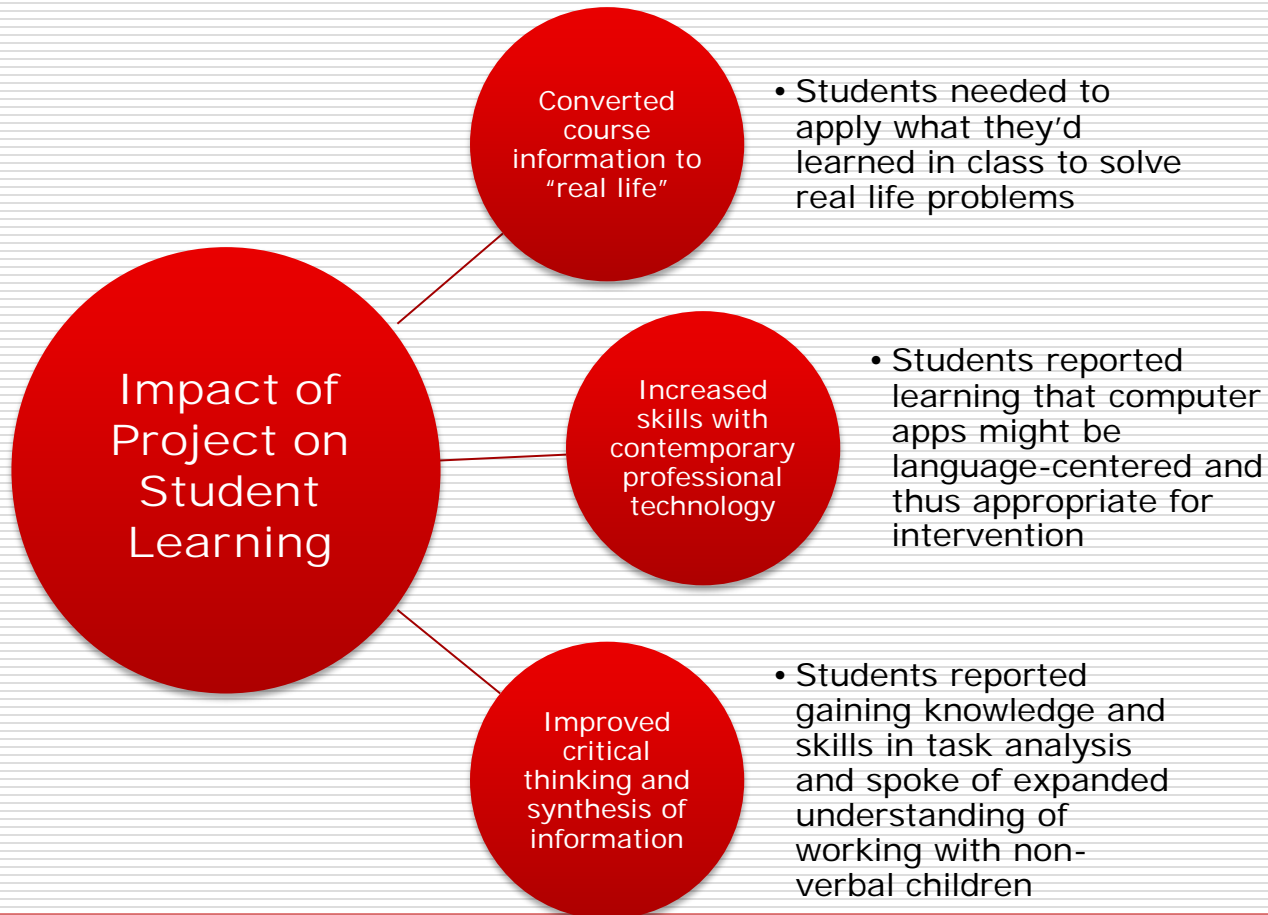 Impact of
Project on
Student
Learning
Converted
course
information to
“real life”
• Students needed to
apply what they’d
learned in class to solve
real life problems
Increased
skills with
contemporary
professional
technology
• Students reported
learning that computer
apps might be
language-centered and
thus appropriate for
intervention
Improved
critical
thinking and
synthesis of
information
• Students reported
gaining knowledge and
skills in task analysis
and spoke of expanded
understanding of
working with non-
verbal children